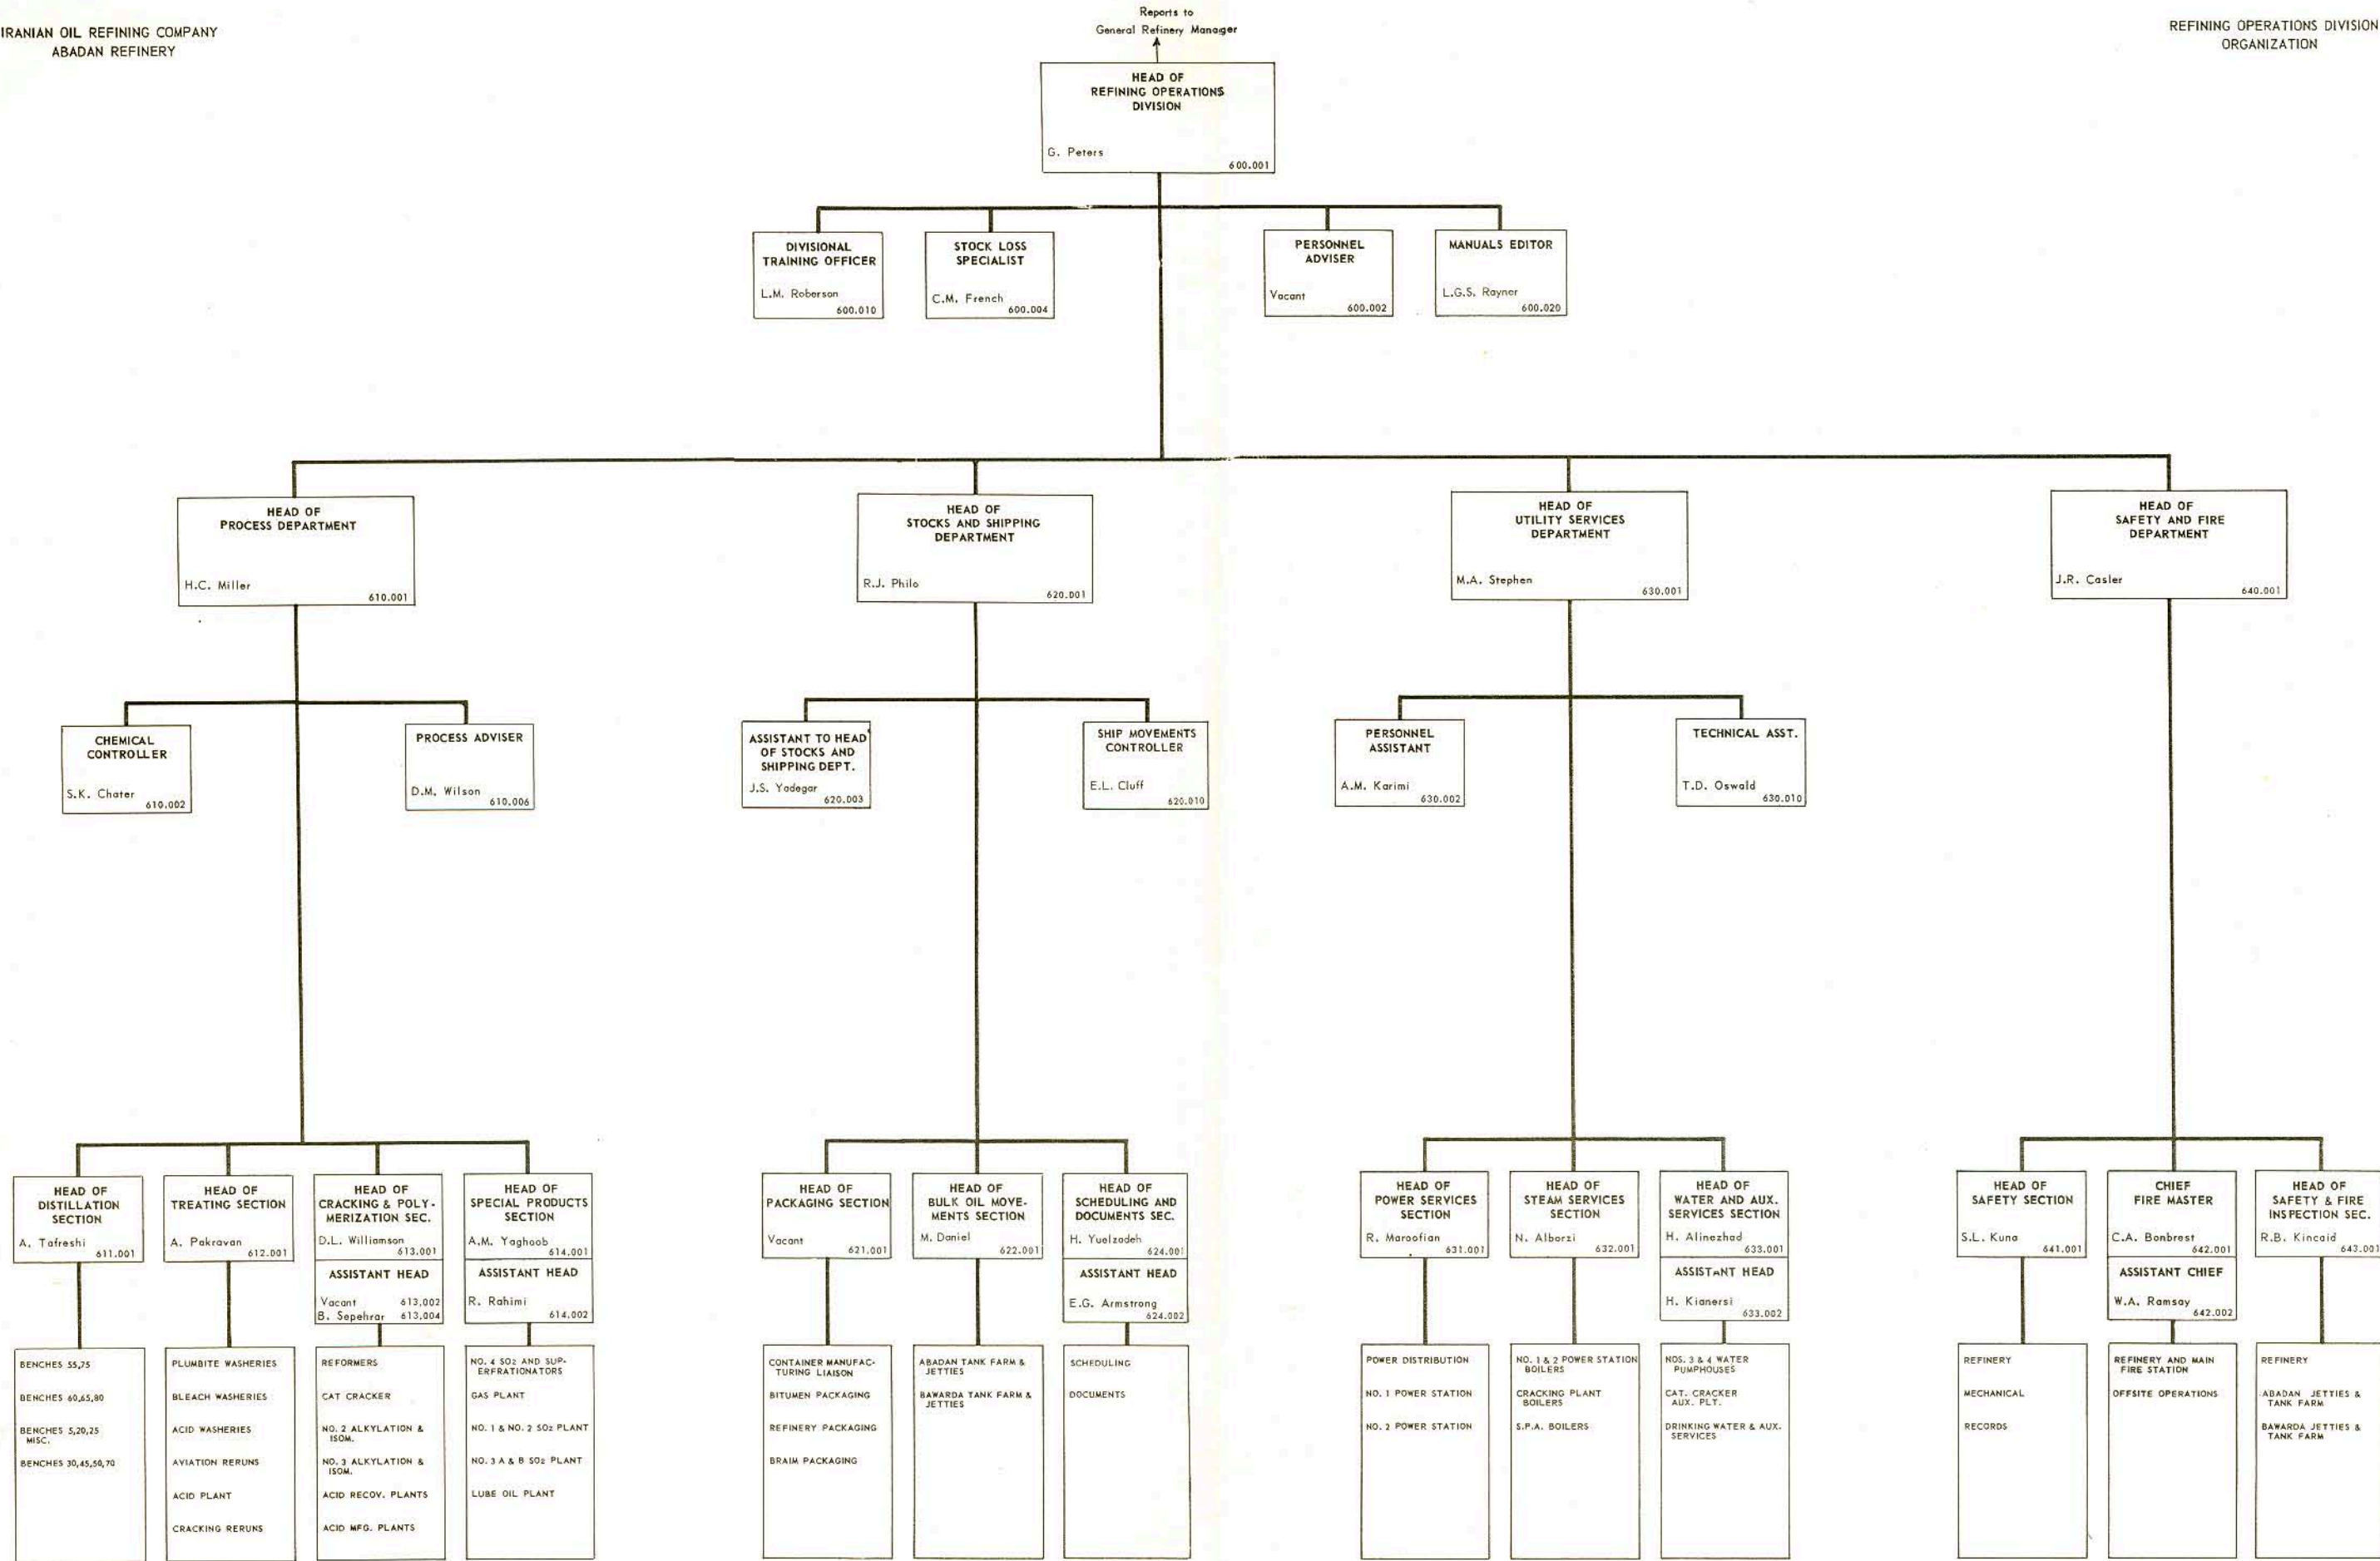 IRANIAN OIL REFINING COMPANY
ABADAN REFINERY
REFINING OPERATIONS DIVISION
ORGANIZATION
Reports to
General Refinery Manager
HEAD OF
REFINING OPERATIONS
DIVISION
G. Peters
600.001
DIVISIONAL
TRAINING OFFICER
L.M. Roberson
600.010
STOCK LOSS
SPECIALIST
C.M. French
600.004
PERSONNEL
ADVISER
Vacant
600.002
MANUALS EDITOR
L.G.S. Rayner
600.020
HEAD OF
PROCESS DEPARTMENT
H.C. Miller
610.001
HEAD OF
STOCKS AND SHIPPING
DEPARTMENT
R.J. Philo
620.001
HEAD OF
UTILITY SERVICES
DEPARTMENT
M.A. Stephen
630.001
HEAD OF
SAFETY AND FIRE
DEPARTMENT
J.R. Casler
640.001
CHEMICAL
CONTROLLER
S.K. Chater
610.002
PROCESS ADVISER
D.M. Wilson
610.006
ASSISTANT TO HEAD
OF STOCKS AND
SHIPPING DEPT.
J.S. Yadegar
620.003
SHIP MOVEMENTS
CONTROLLER
E.L. Cluff
620.010
PERSONNEL
ASSISTANT
A.M. Karimi
630.002
TECHNICAL ASST.
T.D. Oswald
630.010
HEAD OF
DISTILLATION
SECTION
A. Tafreshi
611.001
BENCHES 55,75
BENCHES 60,65,80
BENCHES 5,20,25
MISC.
BENCHES 30,45,50,70
HEAD OF
TREATING SECTION
A. Pakravan
612.001
PLUMBITE WASHERIES
BLEACH WASHERIES
ACID WASHERIES
AVIATION RERUNS
ACID PLANT
CRACKING RERUNS
HEAD OF
CRACKING & POLY-
MERIZATION SEC.
D.L. Williamson
613.001
ASSISTANT HEAD
Vacant 613,002
B. Sepehrar 613,004
REFORMERS
CAT CRACKER
NO. 2 ALKYLATION &
ISOM.
NO. 3 ALKYLATION &
ISOM.
ACID RECOV. PLANTS
ACID MFG. PLANTS
HEAD OF
SPECIAL PRODUCTS
SECTION
A.M. Yaghoob
614.001
ASSISTANT HEAD
R. Rahimi
614.002
NO. 4 SO2 AND SUP-
ERFRATIONATORS
GAS PLANT
NO. 1 & NO. 2 SO2 PLANT
NO. 3 A & B SO2 PLANT
LUBE OIL PLANT
HEAD OF
PACKAGING SECTION
Vacant
621.001
CONTAINER MANUFAC-
TURING LIAISON
BITUMEN PACKAGING
REFINERY PACKAGING
BRAIM PACKAGING
HEAD OF
BULK OIL MOVE-
MENTS SECTION
M. Daniel
622.001
ABADAN TANK FARM &
JETTIES
BAWARDA TANK FARM &
JETTIES
HEAD OF
SCHEDULING AND
DOCUMENTS SEC.
H. Yuelzadeh
624.001
ASSISTANT HEAD
E.G. Armstrong
624.002
SCHEDULING
DOCUMENTS
HEAD OF
POWER SERVICES
SECTION
R. Maroofian
631.001
POWER DISTRIBUTION
NO. 1 POWER STATION
NO. 2 POWER STATION
HEAD OF
STEAM SERVICES
SECTION
N. Alborzi
632.001
NO. 1 & 2 POWER STATION
BOILERS
CRACKING PLANT
BOILERS
S.P.A. BOILERS
HEAD OF
WATER AND AUX.
SERVICES SECTION
H. Alinezhad
633.001
ASSISTANT HEAD
H. Kianersi
633.002
NOS. 3 & 4 WATER
PUMPHOUSES
CAT. CRACKER
AUX. PLT.
DRINKING WATER & AUX.
SERVICES
HEAD OF
SAFETY SECTION
S.L. Kuna
641.001
REFINERY
MECHANICAL
RECORDS
CHIEF
FIRE MASTER
C.A. Bonbrest
642.001
ASSISTANT CHIEF
W.A. Ramsay
642.002
REFINERY AND MAIN
FIRE STATION
OFFSITE OPERATIONS
HEAD OF
SAFETY & FIRE
INSPECTION SEC.
R.B. Kincaid
643.001
REFINERY
ABADAN JETTIES &
TANK FARM
BAWARDA JETTIES &
TANK FARM